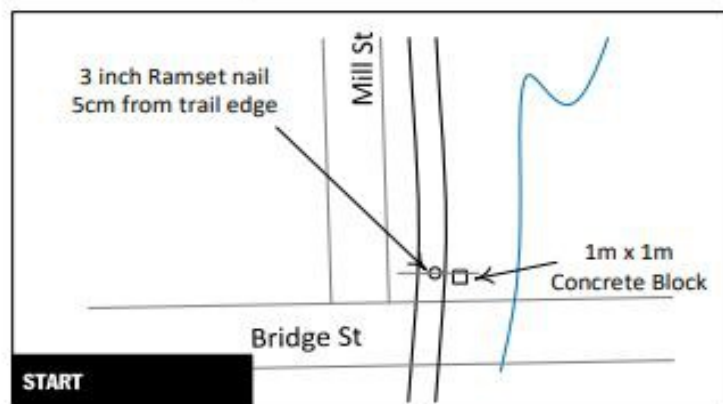 3 inch Ramset nail
5cm from trail edge
Mill St
1m x 1m
Concrete Block
Bridge St
START